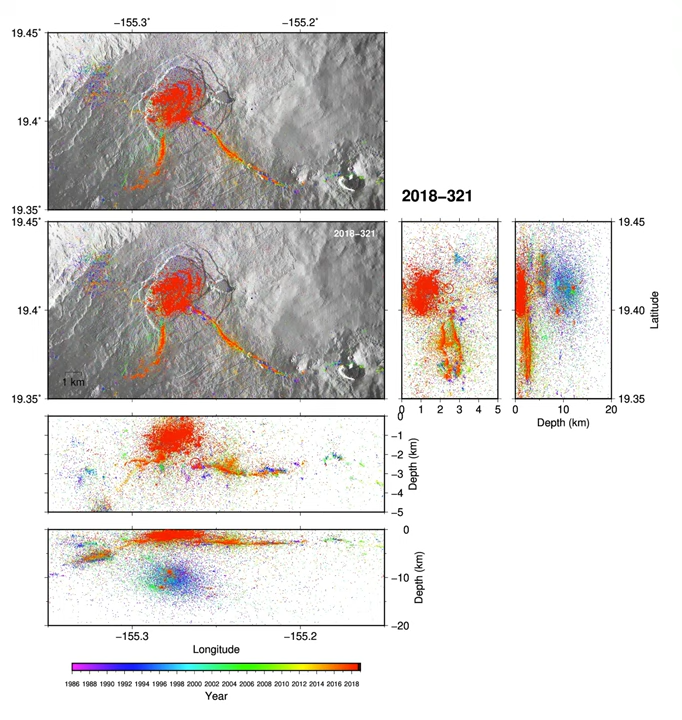 −155.3˚ −155.2˚
19.45˚
19.4˚
19.35˚
2018−321
19.45˚ 2018−321 19.45
19.4˚ 19.40 Latitude
1 km
19.35˚ 19.35
0 1 2 3 4 5 0 10 20
Depth (km)
0
−1
−2
−3
−4
−5
Depth (km)
0
−10
−20
Depth (km)
−155.3 −155.2
Longitude
1986 1988 1990 1992 1994 1996 1998 2000 2002 2004 2006 2008 2010 2012 2014 2016 2018
Year